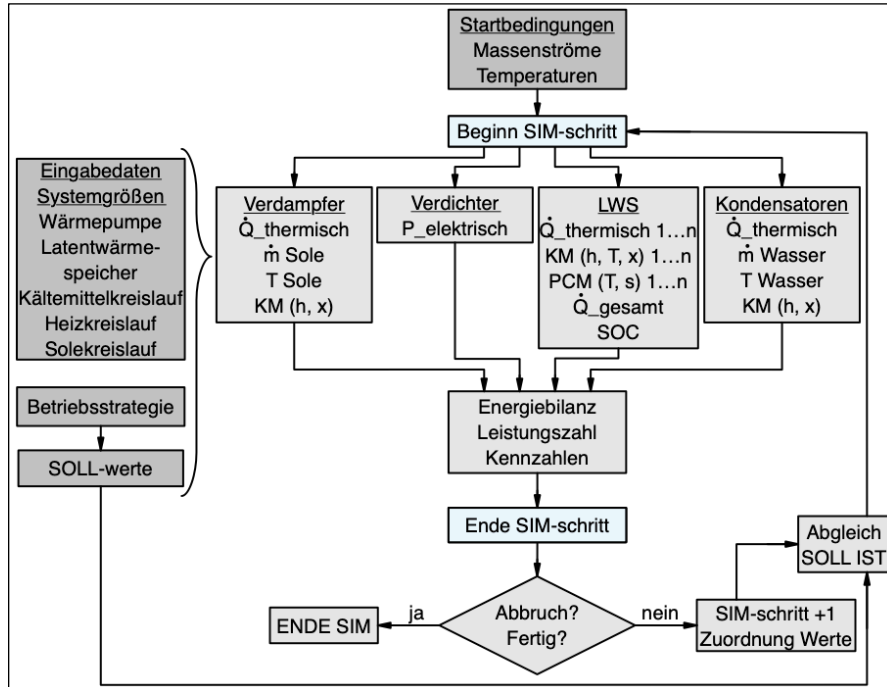 Startbedingungen
Massenströme
Temperaturen
Beginn SIM-schritt
Eingabedaten
Systemgrößen
Wärmepumpe
Latentwärme-
speicher
Kältemittelkreislauf
Heizkreislauf
Solekreislauf
Verdampfer
Q̇_thermisch
ṁ Sole
T Sole
KM (h, x)
Verdichter
P_elektrisch
LWS
Q̇_thermisch 1...n
KM (h, T, x) 1...n
PCM (T, s) 1...n
Q̇_gesamt
SOC
Kondensatoren
Q̇_thermisch
ṁ Wasser
T Wasser
KM (h, x)
Betriebsstrategie
SOLL-werte
Energiebilanz
Leistungszahl
Kennzahlen
Ende SIM-schritt
Abgleich
SOLL IST
Abbruch?
Fertig?
ja
nein
ENDE SIM
SIM-schritt +1
Zuordnung Werte